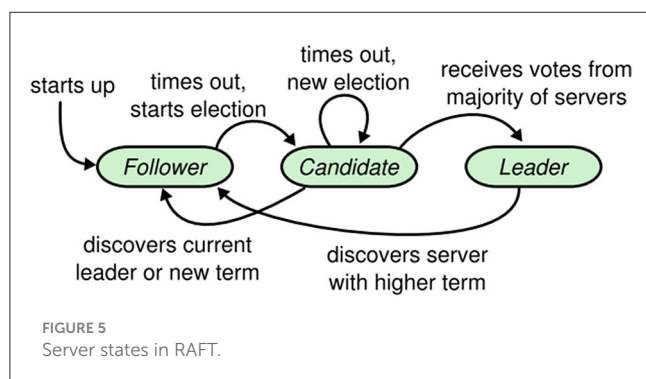 starts up
times out,
starts election
times out,
new election
receives votes from
majority of servers
Follower
Candidate
Leader
discovers current
leader or new term
discovers server
with higher term
FIGURE 5
Server states in RAFT.